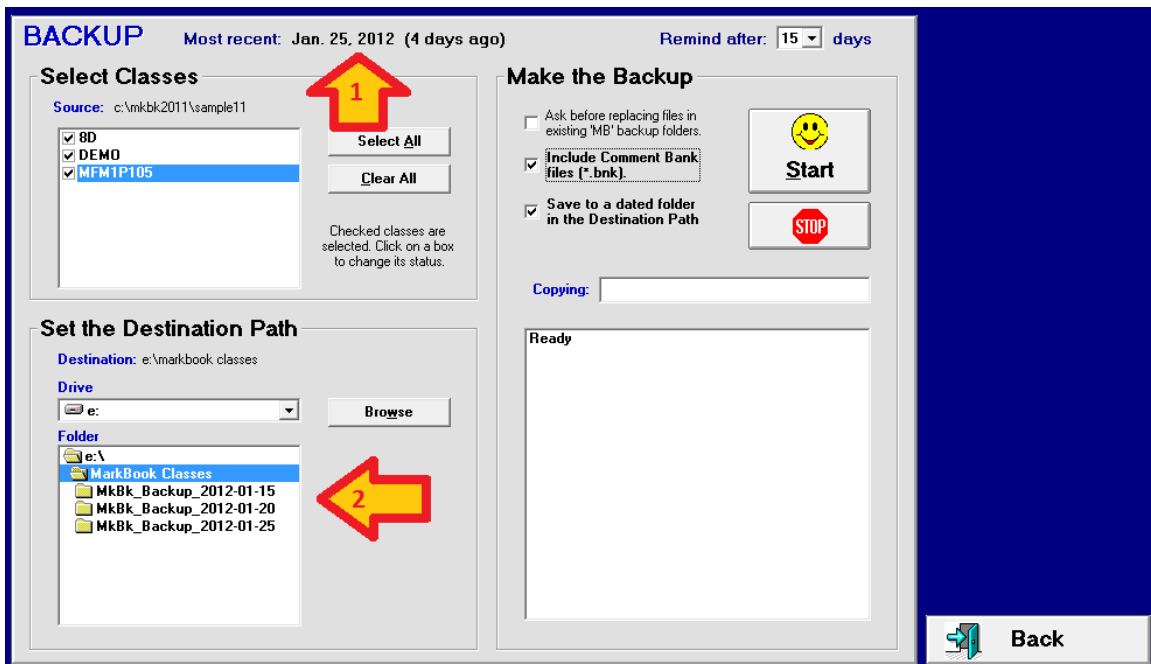 BACKUP Most recent: Jan. 25, 2012 (4 days ago) Remind after: 15 days
Select Classes
1
Source: c:\mkbk2011\sample11
8D
DEMO
MFM1P105
Select All
Clear All
Checked classes are
selected. Click on a box
to change its status.
Set the Destination Path
Destination: e:\markbook classes
Drive
e:
Browse
Folder
e:\
MarkBook Classes
MkBk_Backup_2012-01-15
MkBk_Backup_2012-01-20
MkBk_Backup_2012-01-25
2
Make the Backup
Ask before replacing files in
existing 'MB' backup folders.
Include Comment Bank
files (*.bnk).
Save to a dated folder
in the Destination Path
Start
STOP
Copying:
Ready
Back